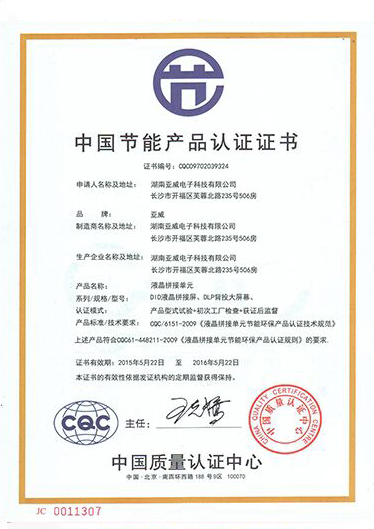 中国节能产品认证证书
证书编号：CQC09702039324
申请人名称及地址： 湖南亚威电子科技有限公司
长沙市开福区芙蓉北路235号506房
品 牌： 亚威
制造商名称及地址： 湖南亚威电子科技有限公司
长沙市开福区芙蓉北路235号506房
生产企业名称及地址： 湖南亚威电子科技有限公司
长沙市开福区芙蓉北路235号506房
产品名称： 液晶拼接单元
系列/规格/型号： DID液晶拼接屏、DLP背投大屏幕、
认证模式： 产品型式试验+初次工厂检查+获证后监督
产品标准/技术要求： CQC/6151-2009《液晶拼接单元节能环保产品认证技术规范》
上述产品符合CQC61-448211-2009《液晶拼接单元节能环保产品认证规则》的要求.
证书有效期：2015年5月22日 至 2016年5月22日
本证书的有效性依据发证机构的定期监督获得保持。
CQC
主任：
CHINA QUALITY CERTIFICATION CENTRE
中国质量认证中心
中国质量认证中心
中国·北京·南四环西路 188 号 9区 100070
JC 0011307